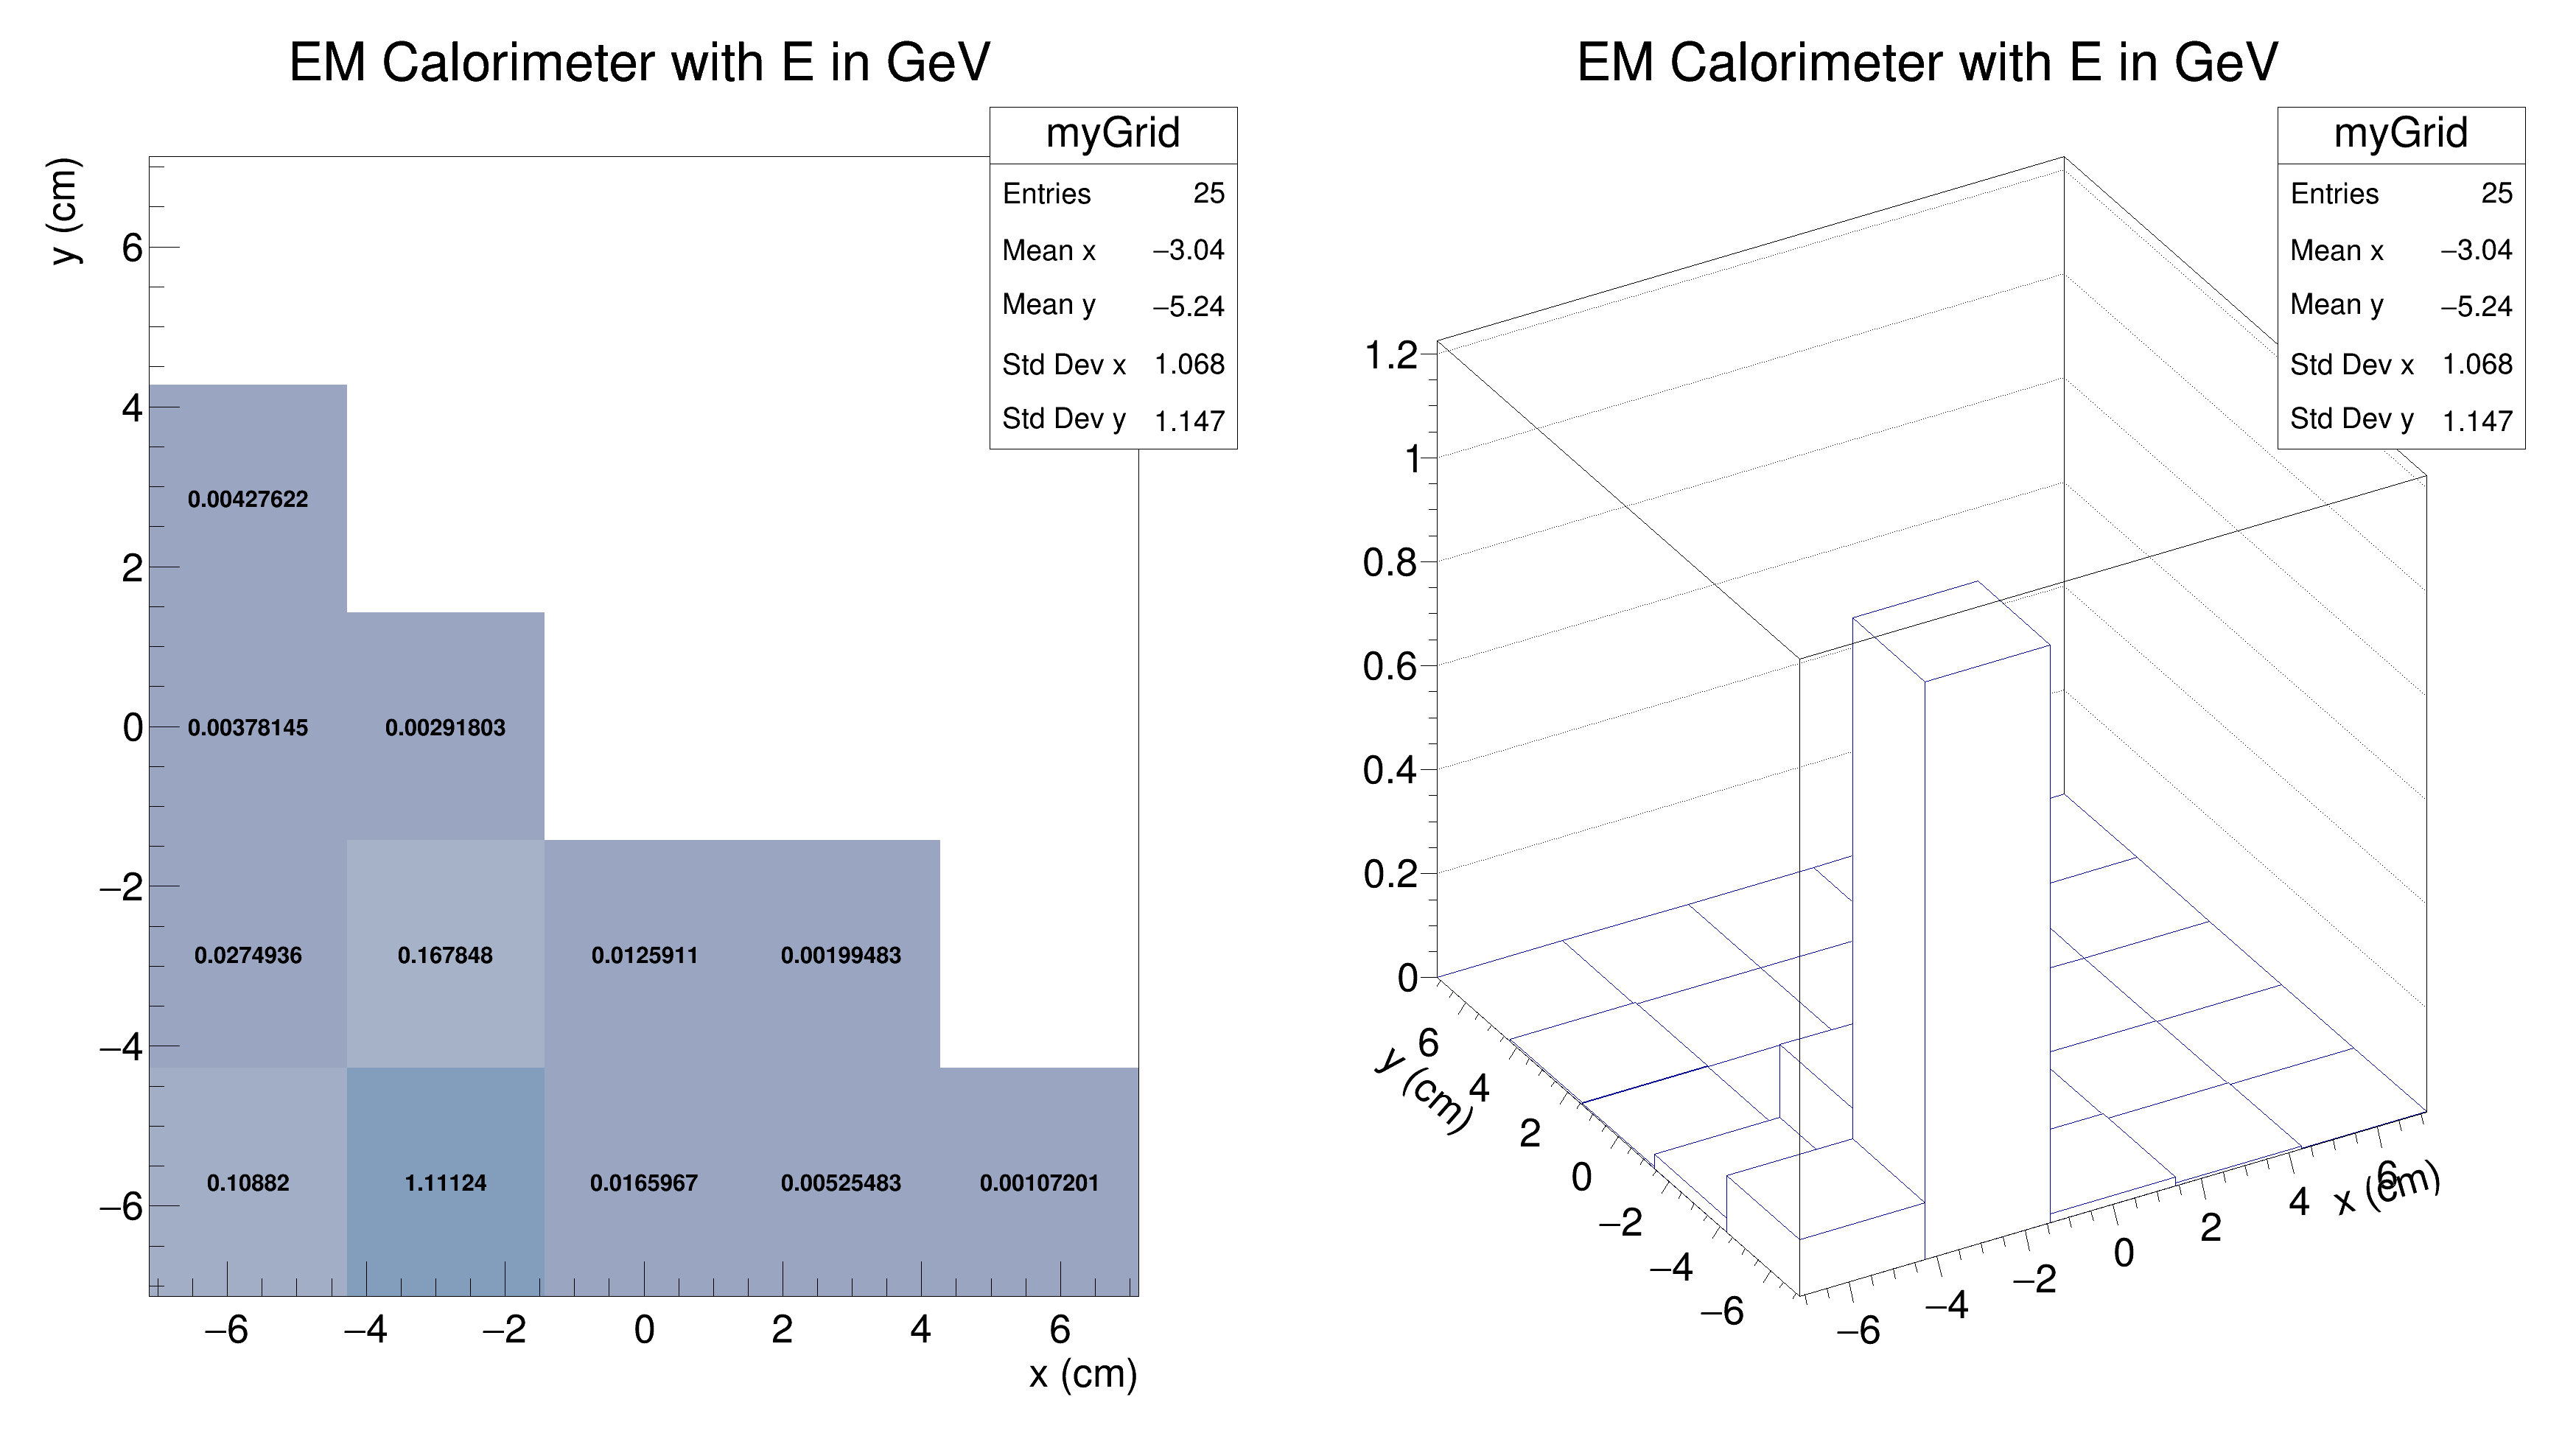 EM Calorimeter with E in GeV
myGrid
Entries 25
Mean x −3.04
Mean y −5.24
Std Dev x 1.068
Std Dev y 1.147
y (cm)
6
4
2
0
−2
−4
−6
0.00427622
0.00378145 0.00291803
0.0274936 0.167848 0.0125911 0.00199483
0.10882 1.11124 0.0165967 0.00525483 0.00107201
−6 −4 −2 0 2 4 6
x (cm)
EM Calorimeter with E in GeV
myGrid
Entries 25
Mean x −3.04
Mean y −5.24
Std Dev x 1.068
Std Dev y 1.147
1.2
1
0.8
0.6
0.4
0.2
0
y (cm)
6
4
2
0
−2
−4
−6
−6 −4 −2 0 2 4 6
x (cm)